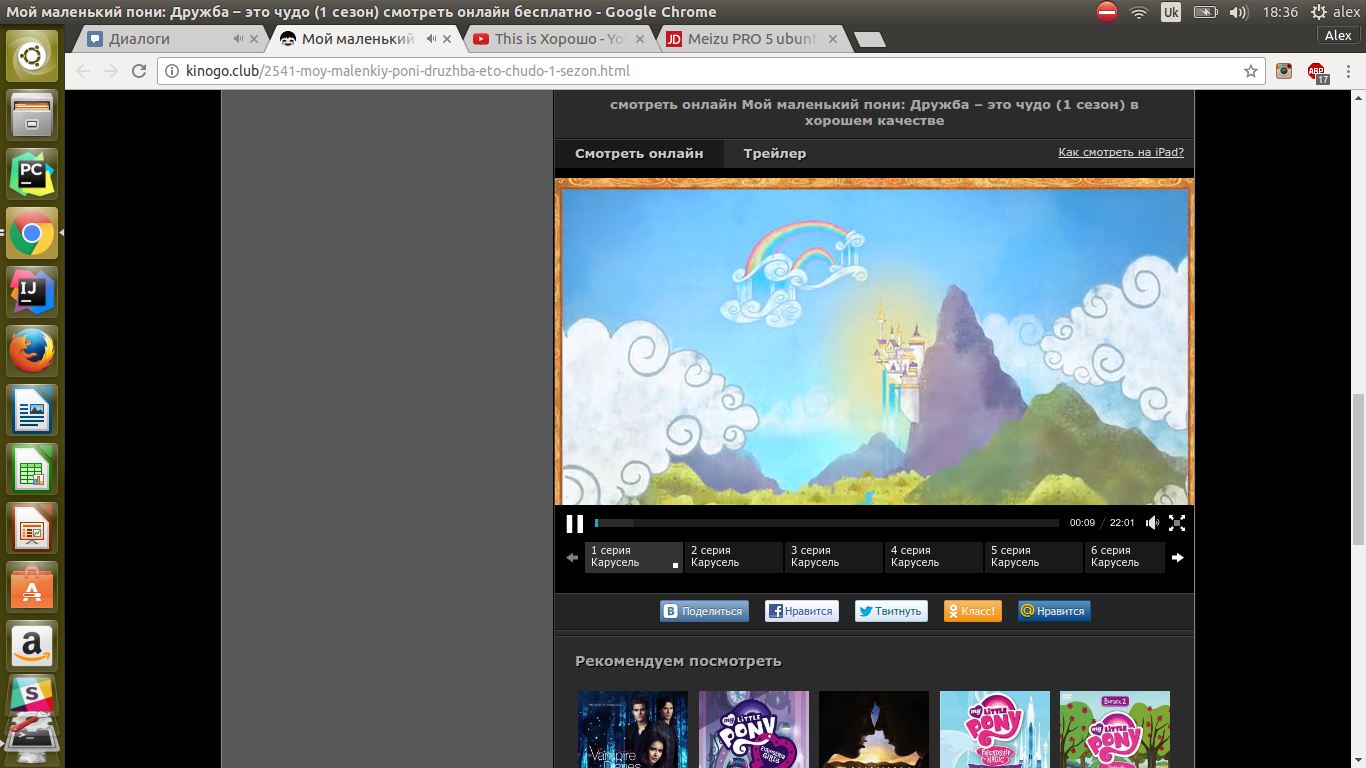 Мой маленький пони: Дружба – это чудо (1 сезон) смотреть онлайн бесплатно - Google Chrome
Uk
18:36
alex
Диалоги
Мой маленький
This is Хорошо - Yo
JD
Meizu PRO 5 ubunt
Alex
kinogo.club/2541-moy-malenkiy-poni-druzhba-eto-chudo-1-sezon.html
ABP
17
смотреть онлайн Мой маленький пони: Дружба – это чудо (1 сезон) в
хорошем качестве
Смотреть онлайн
Трейлер
Как смотреть на iPad?
PC
IJ
00:09 / 22:01
1 серия
Карусель
2 серия
Карусель
3 серия
Карусель
4 серия
Карусель
5 серия
Карусель
6 серия
Карусель
В Поделиться
Нравится
Твитнуть
Класс!
@ Нравится
Рекомендуем посмотреть
Vampire
Diaries
my LITTLE
PONY
my LITTLE
PONY
FRIENDSHIP
MAGIC
Выпуск 2
my LITTLE
PONY